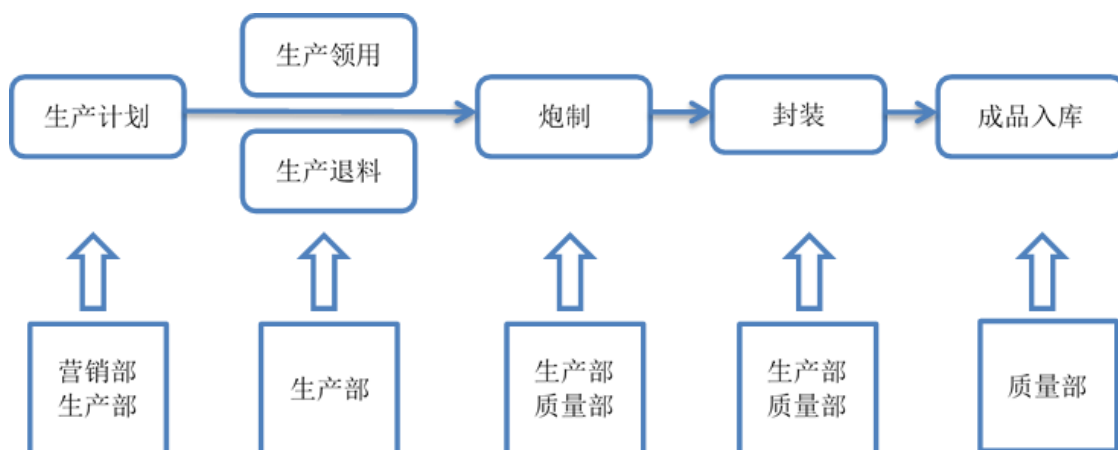 生产领用
生产计划
炮制
封装
成品入库
生产退料
营销部
生产部
生产部
生产部
质量部
生产部
质量部
质量部